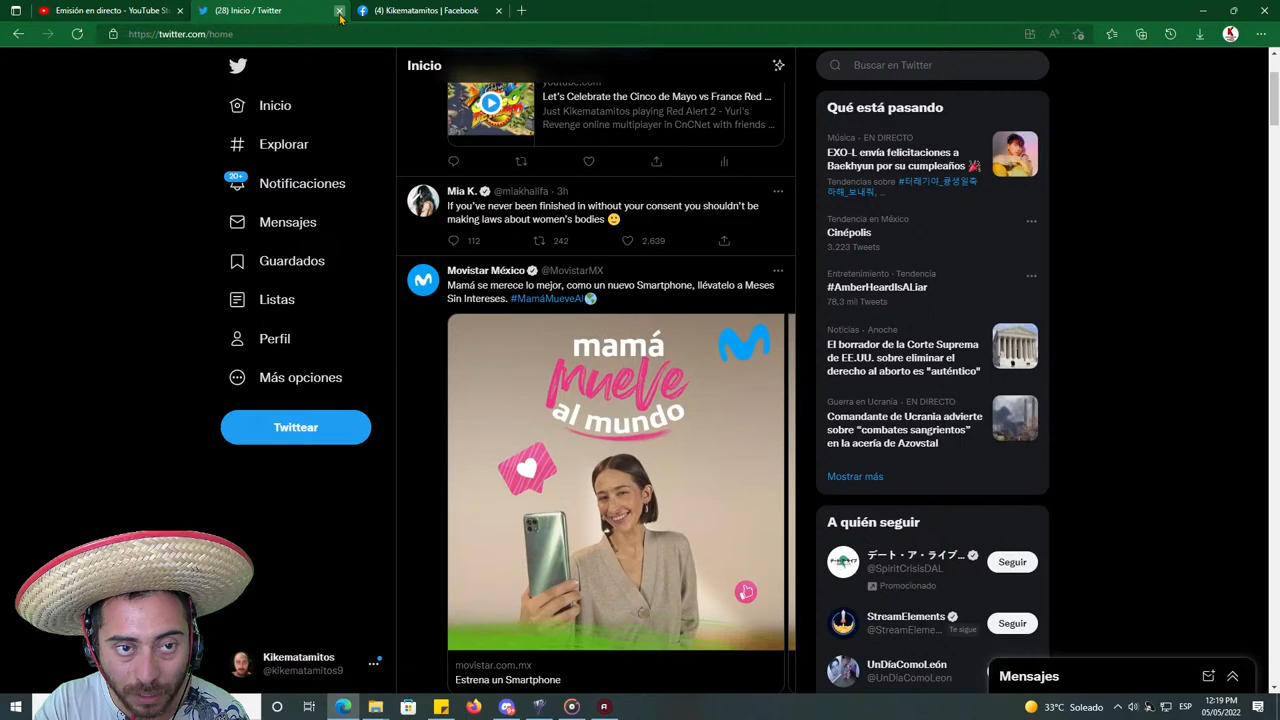 Emisión en directo - YouTube St
(28) Inicio / Twitter
(4) Kikematamitos | Facebook
https://twitter.com/home
Inicio
Explorar
20+
Notificaciones
Mensajes
Guardados
Listas
Perfil
Más opciones
Twittear
Kikematamitos
@kikematamitos9
Inicio
youtube.com
Let's Celebrate the Cinco de Mayo vs France Red ...
Just Kikematamitos playing Red Alert 2 - Yuri's
Revenge online multiplayer in CnCNet with friends ...
Mia K. @miakhalifa · 3h
If you've never been finished in without your consent you shouldn't be
making laws about women's bodies
112 242 2.639
Movistar México @MovistarMX
Mamá se merece lo mejor, como un nuevo Smartphone, llévatelo a Meses
Sin Intereses. #MamáMueveAl
mamá
mueve
al mundo
movistar.com.mx
Estrena un Smartphone
Buscar en Twitter
Qué está pasando
Música · EN DIRECTO
EXO-L envía felicitaciones a
Baekhyun por su cumpleaños
Tendencias sobre
Tendencia en México
Cinépolis
3.223 Tweets
Entretenimiento · Tendencia
#AmberHeardIsALiar
78,3 mil Tweets
Noticias · Anoche
El borrador de la Corte Suprema
de EE.UU. sobre eliminar el
derecho al aborto es "auténtico"
Guerra en Ucrania · EN DIRECTO
Comandante de Ucrania advierte
sobre "combates sangrientos"
en la acería de Azovstal
Mostrar más
A quién seguir
デート・ア・ライブ...
@SpiritCrisisDAL
Promocionado
Seguir
StreamElements
@StreamEleme... Te sigue
Seguir
UnDíaComoLeón
@UnDiaComoLeon
Mensajes
33°C Soleado
ESP
12:19 PM
05/05/2022